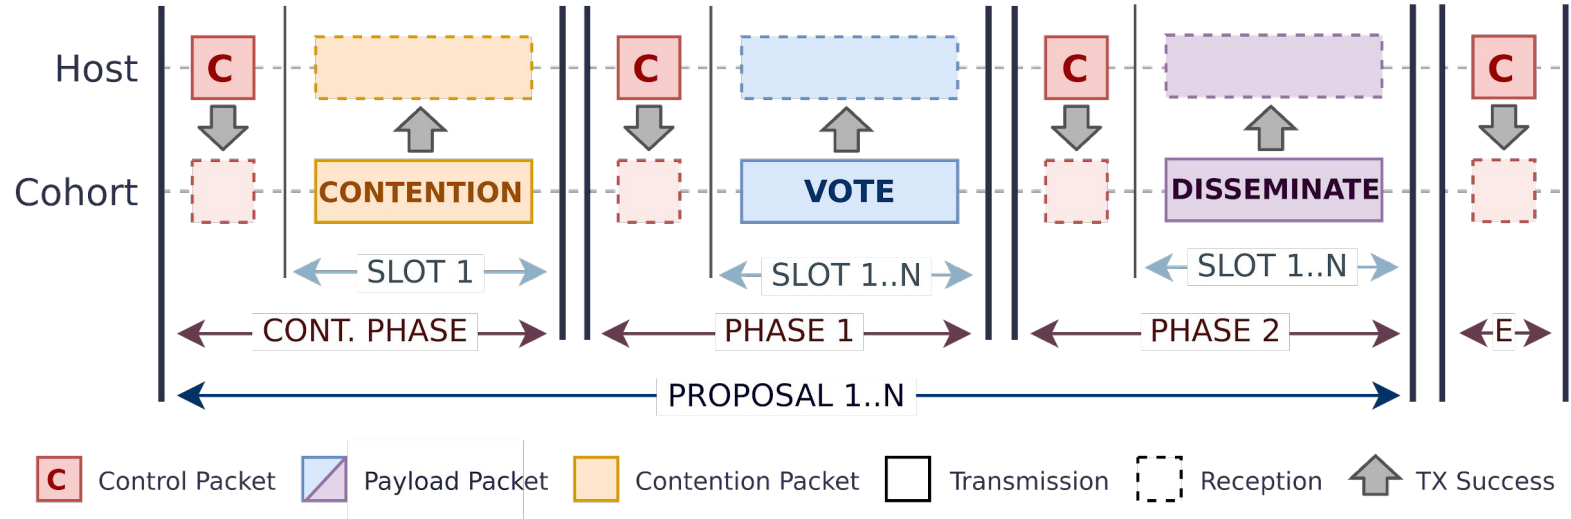 Host C C C C
Cohort CONTENTION VOTE DISSEMINATE
SLOT 1 SLOT 1..N SLOT 1..N
CONT. PHASE PHASE 1 PHASE 2 E
PROPOSAL 1..N
C Control Packet Payload Packet Contention Packet Transmission Reception TX Success